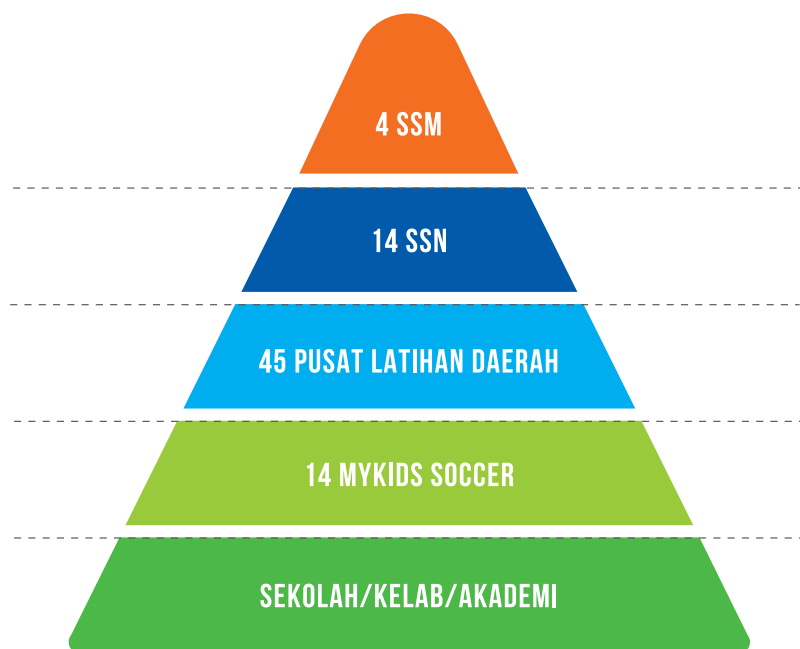 4 SSM
14 SSN
45 PUSAT LATIHAN DAERAH
14 MYKIDS SOCCER
SEKOLAH/KELAB/AKADEMI